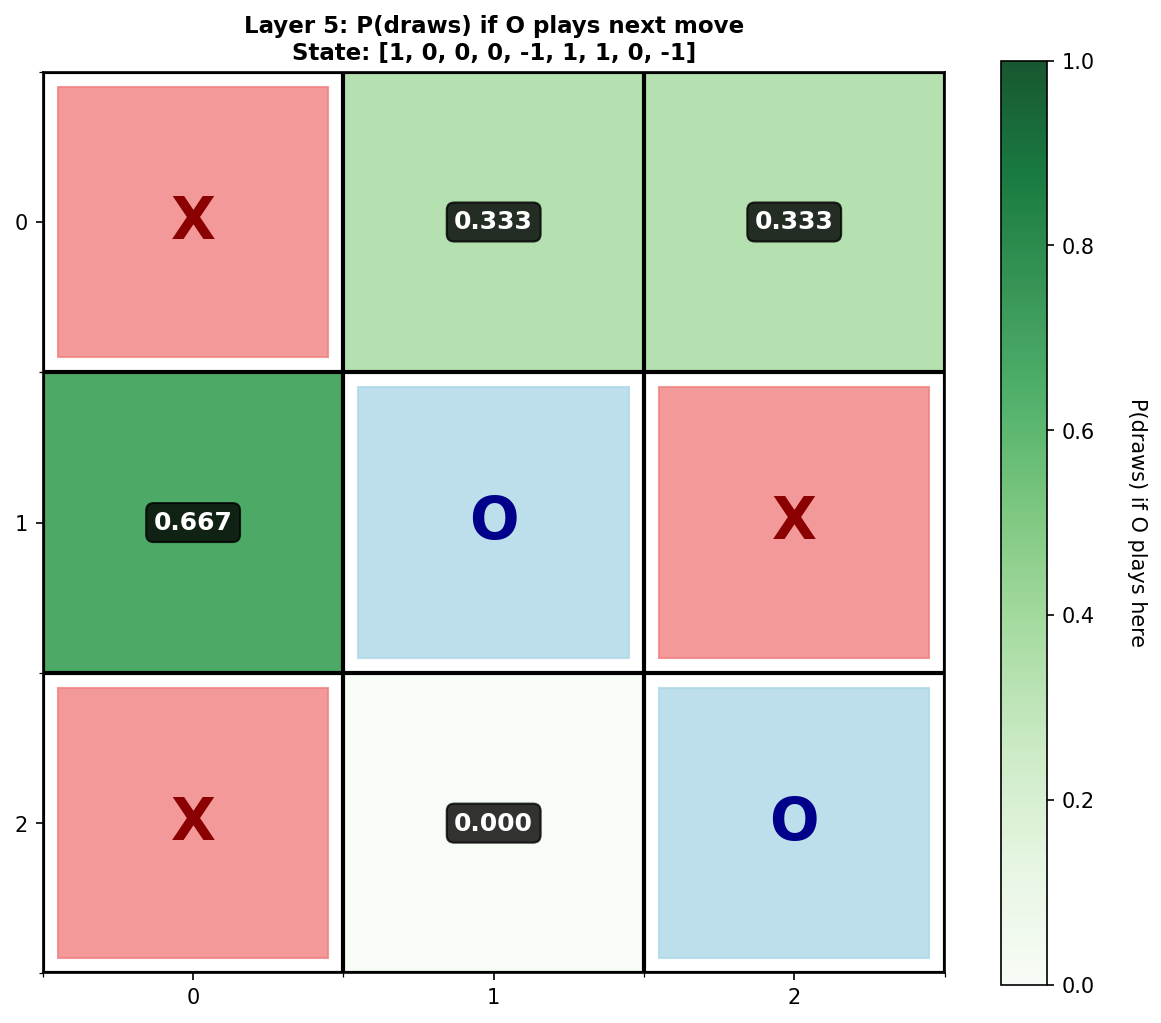 Layer 5: P(draws) if O plays next move
State: [1, 0, 0, 0, -1, 1, 1, 0, -1]
0
X
0.333
0.333
1
0.667
O
X
2
X
0.000
O
0
1
2
1.0
0.8
0.6
0.4
0.2
0.0
P(draws) if O plays here